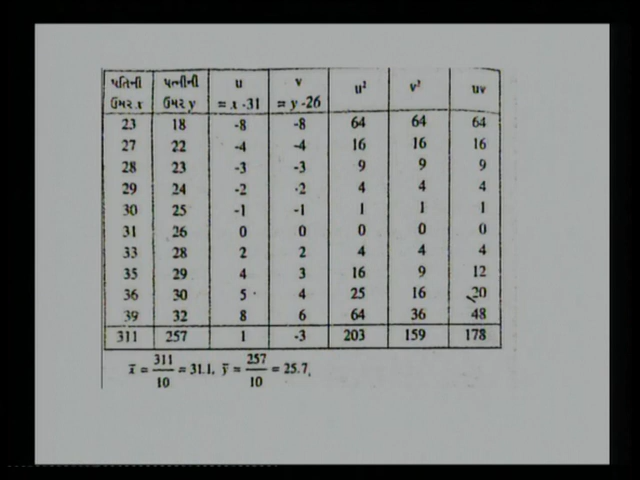 પતિની ઉંમર x પત્નીની ઉંમર y u = x -31 v = y -26 u² v² uv
23 18 -8 -8 64 64 64
27 22 -4 -4 16 16 16
28 23 -3 -3 9 9 9
29 24 -2 -2 4 4 4
30 25 -1 -1 1 1 1
31 26 0 0 0 0 0
33 28 2 2 4 4 4
35 29 4 3 16 9 12
36 30 5 4 25 16 20
39 32 8 6 64 36 48
311 257 1 -3 203 159 178
x̄ = 311/10 = 31.1, ȳ = 257/10 = 25.7,